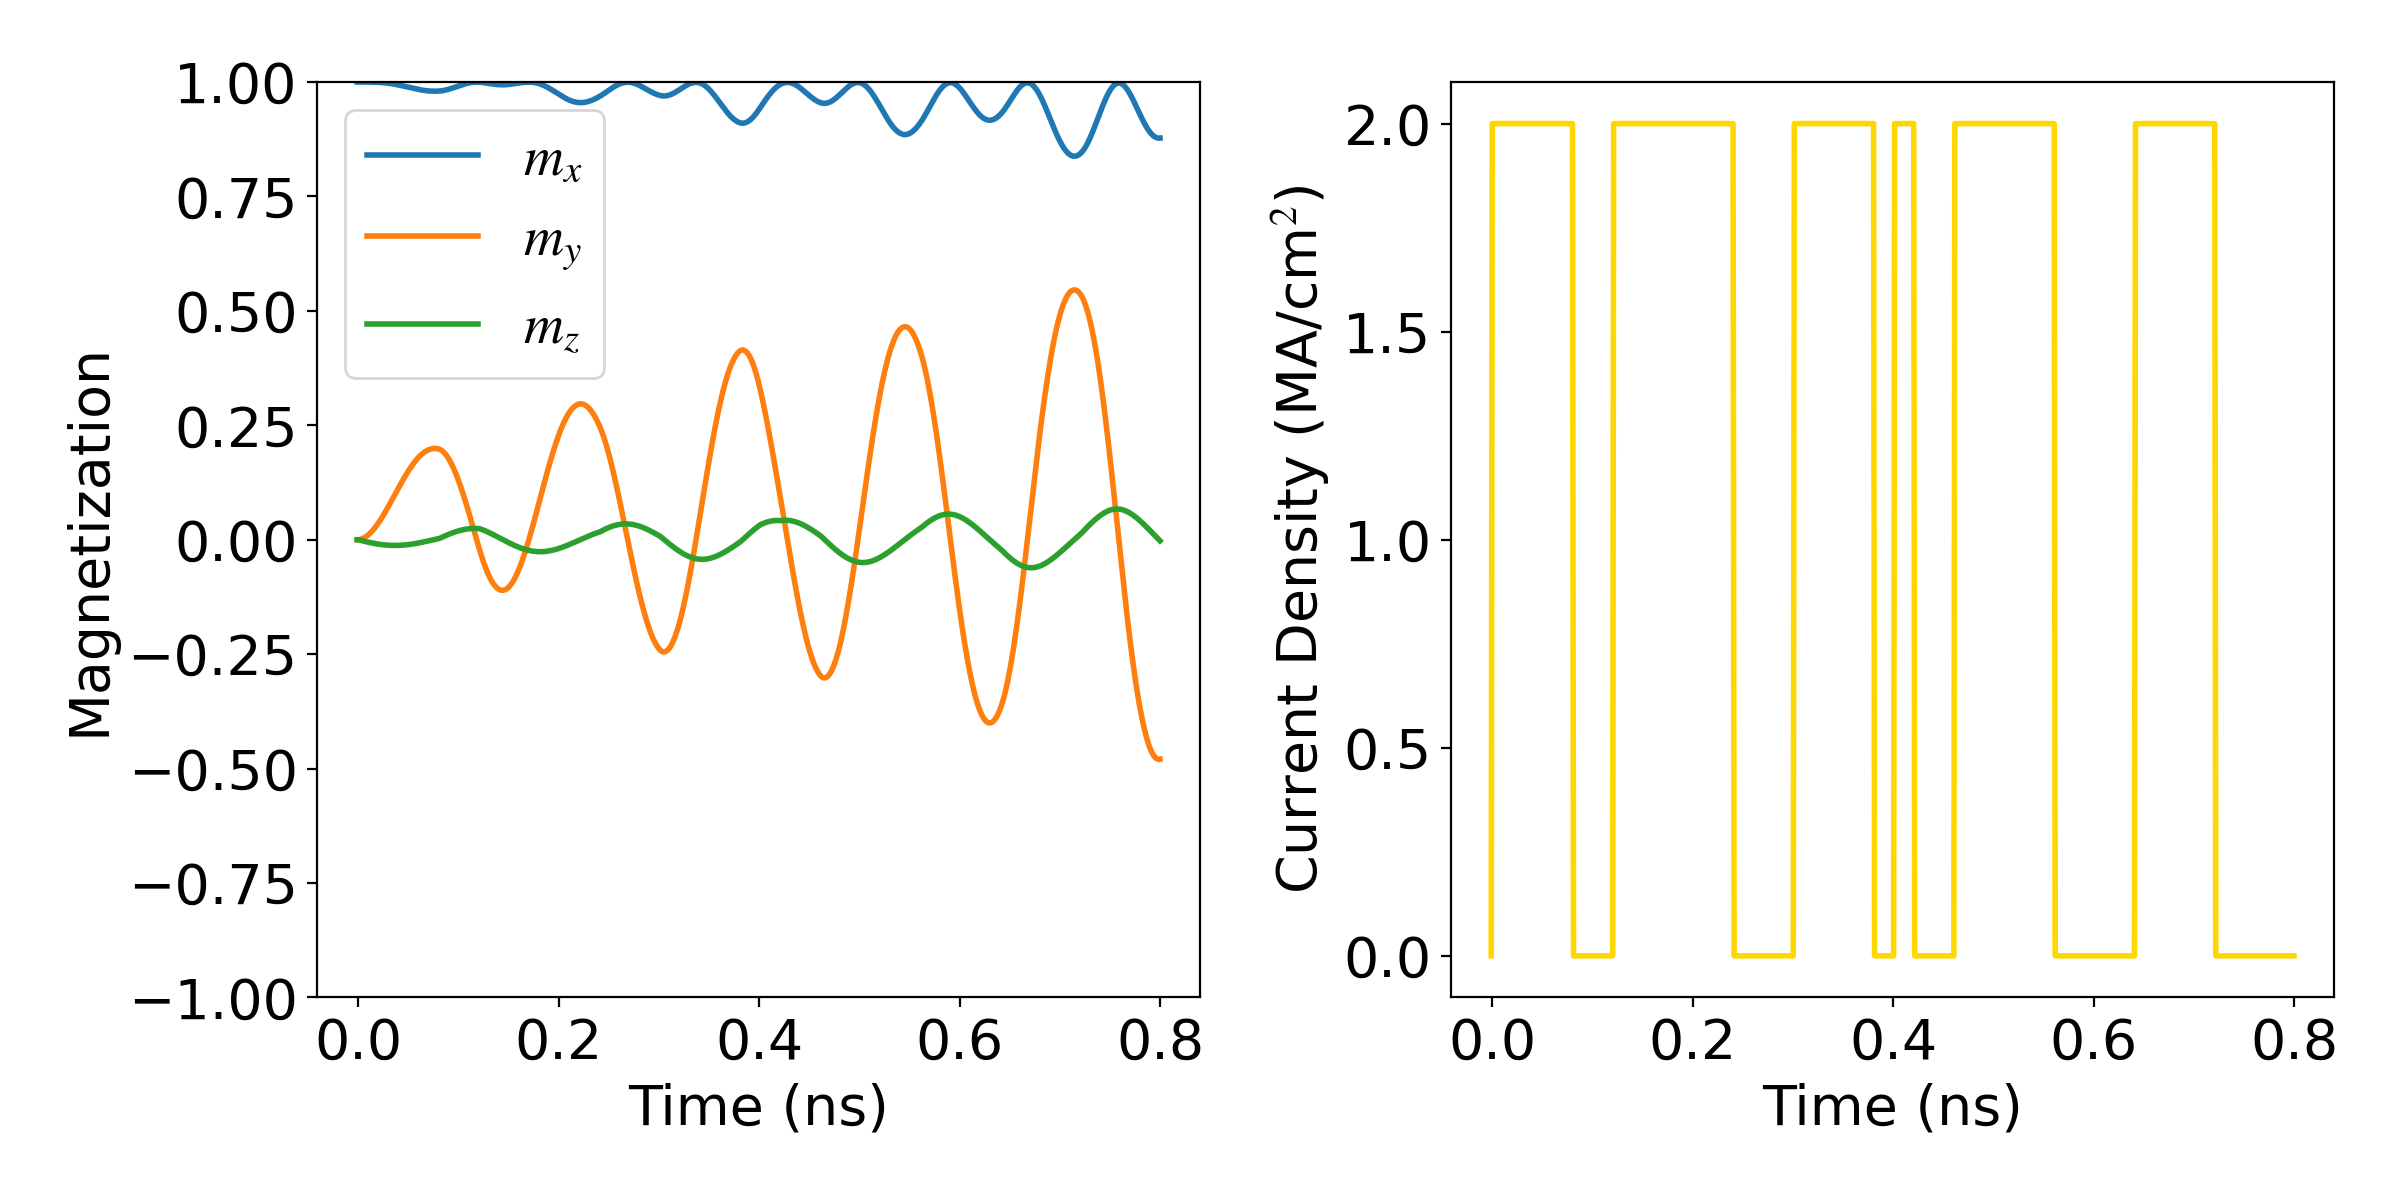 1.00
0.75
0.50
0.25
0.00
−0.25
−0.50
−0.75
−1.00
Magnetization
m_x
m_y
m_z
0.0 0.2 0.4 0.6 0.8
Time (ns)
2.0
1.5
1.0
0.5
0.0
Current Density (MA/cm²)
0.0 0.2 0.4 0.6 0.8
Time (ns)